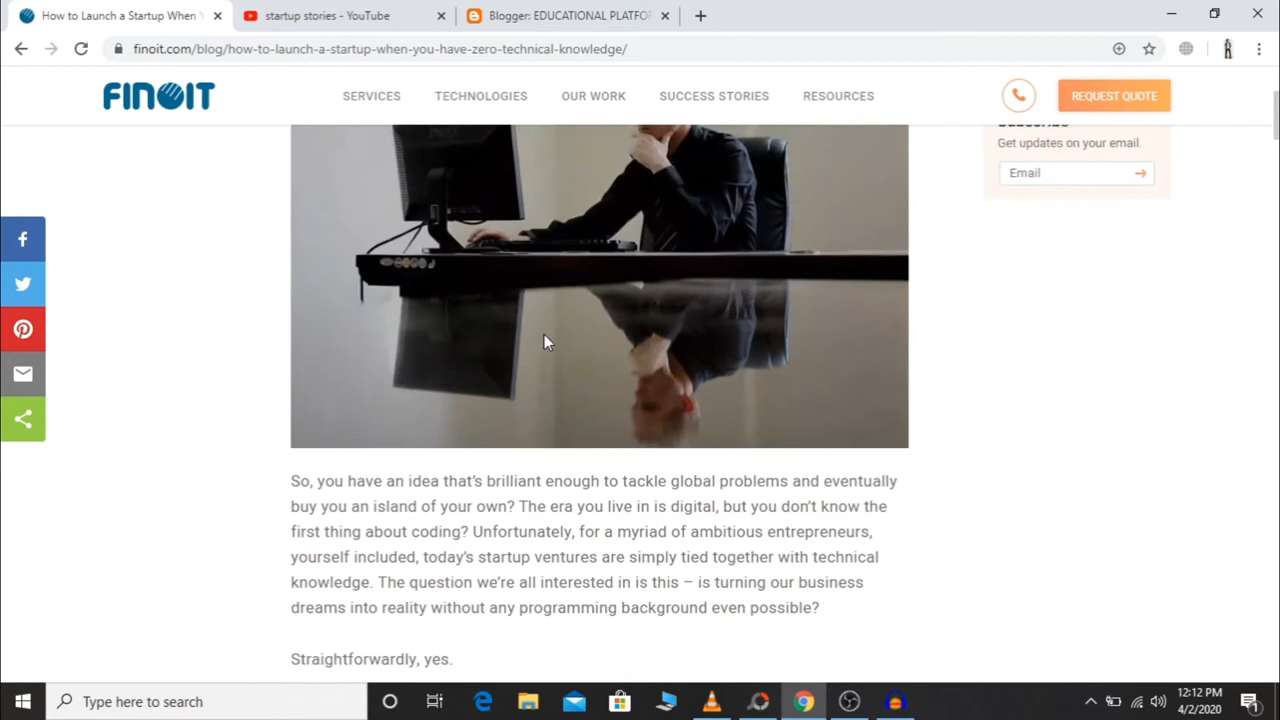 How to Launch a Startup When Y
startup stories - YouTube
Blogger: EDUCATIONAL PLATFO
finoit.com/blog/how-to-launch-a-startup-when-you-have-zero-technical-knowledge/
FINOIT
SERVICES
TECHNOLOGIES
OUR WORK
SUCCESS STORIES
RESOURCES
REQUEST QUOTE
Subscribe
Get updates on your email.
Email
So, you have an idea that's brilliant enough to tackle global problems and eventually
buy you an island of your own? The era you live in is digital, but you don't know the
first thing about coding? Unfortunately, for a myriad of ambitious entrepreneurs,
yourself included, today's startup ventures are simply tied together with technical
knowledge. The question we're all interested in is this – is turning our business
dreams into reality without any programming background even possible?
Straightforwardly, yes.
Type here to search
12:12 PM
4/2/2020
1